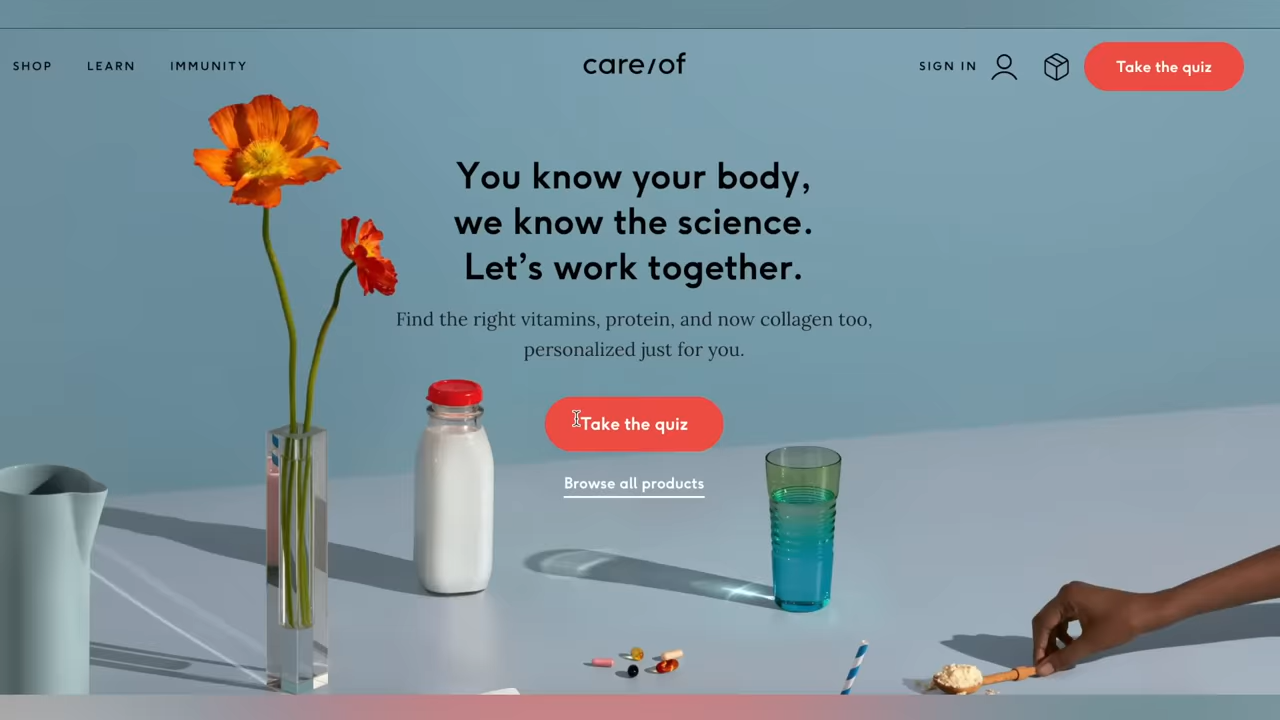 SHOP LEARN IMMUNITY care/of SIGN IN Take the quiz
You know your body,
we know the science.
Let's work together.
Find the right vitamins, protein, and now collagen too,
personalized just for you.
Take the quiz
Browse all products